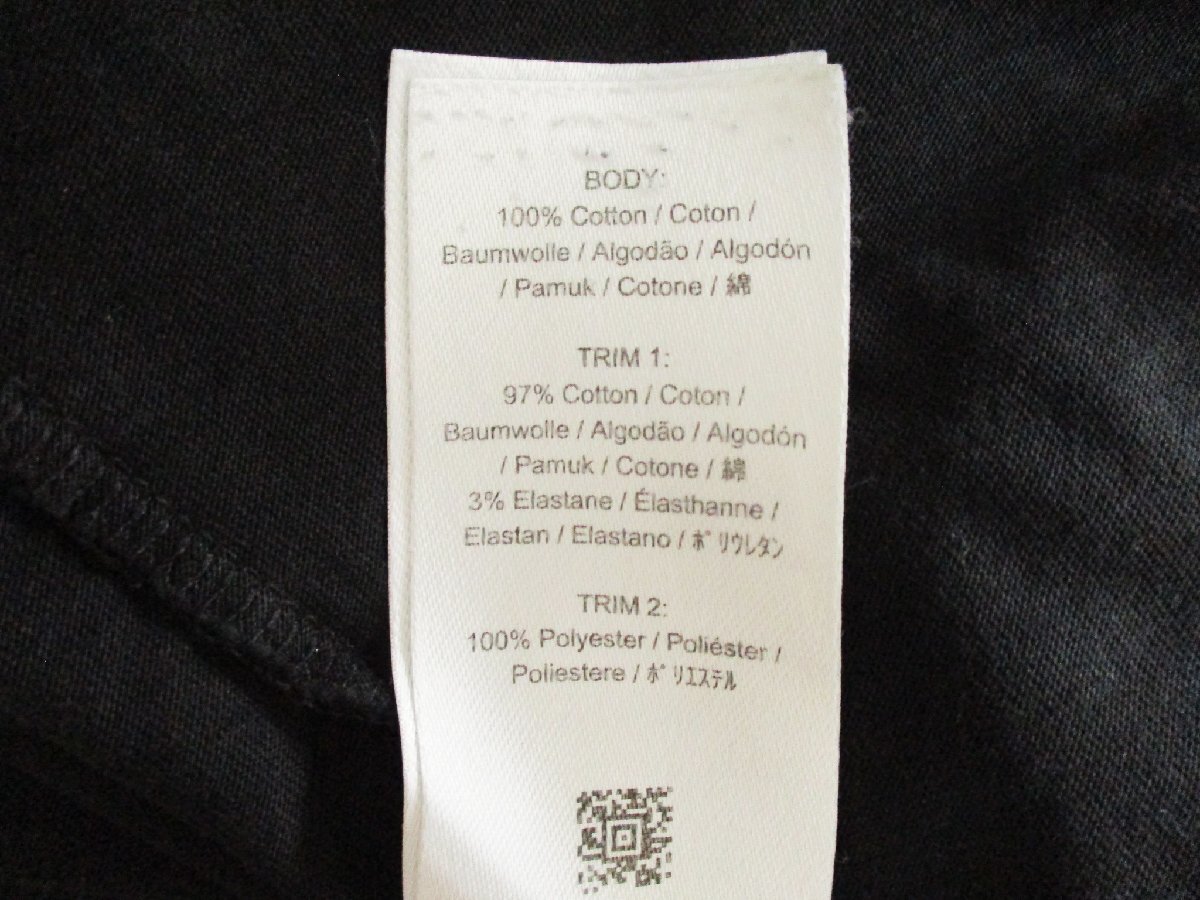 BODY:
100% Cotton / Coton /
Baumwolle / Algodão / Algodón
/ Pamuk / Cotone / 綿
TRIM 1:
97% Cotton / Coton /
Baumwolle / Algodão / Algodón
/ Pamuk / Cotone / 綿
3% Elastane / Élasthanne /
Elastan / Elastano / ﾎﾟﾘｳﾚﾀﾝ
TRIM 2:
100% Polyester / Poliéster /
Poliestere / ﾎﾟﾘｴｽﾃﾙ